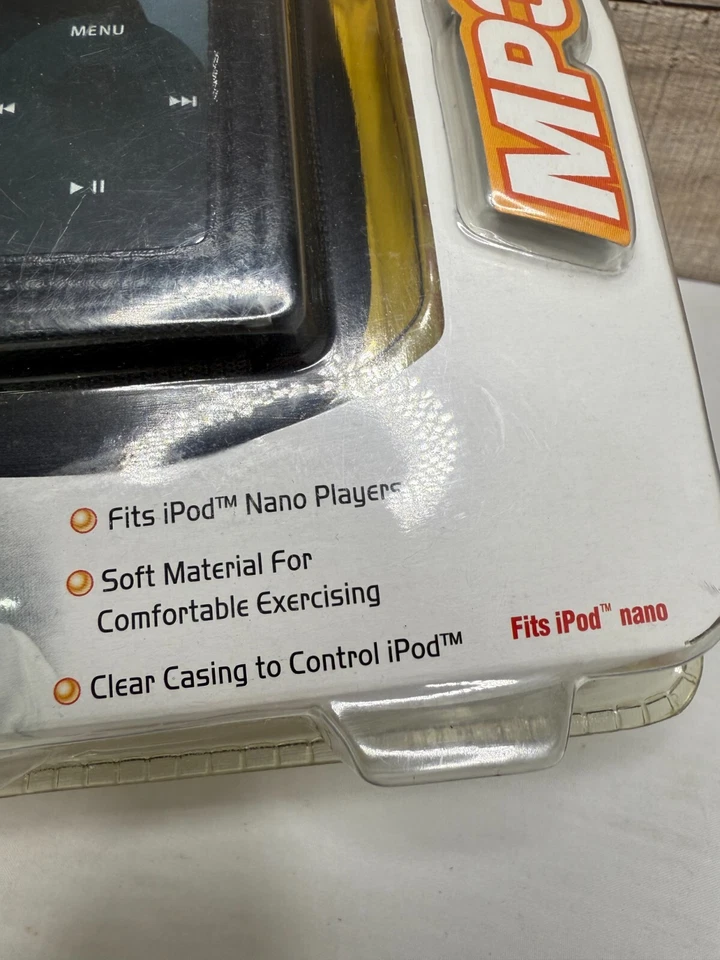 MENU
MP3
Fits iPod™ Nano Players
Soft Material For
Comfortable Exercising
Clear Casing to Control iPod™
Fits iPod™ nano